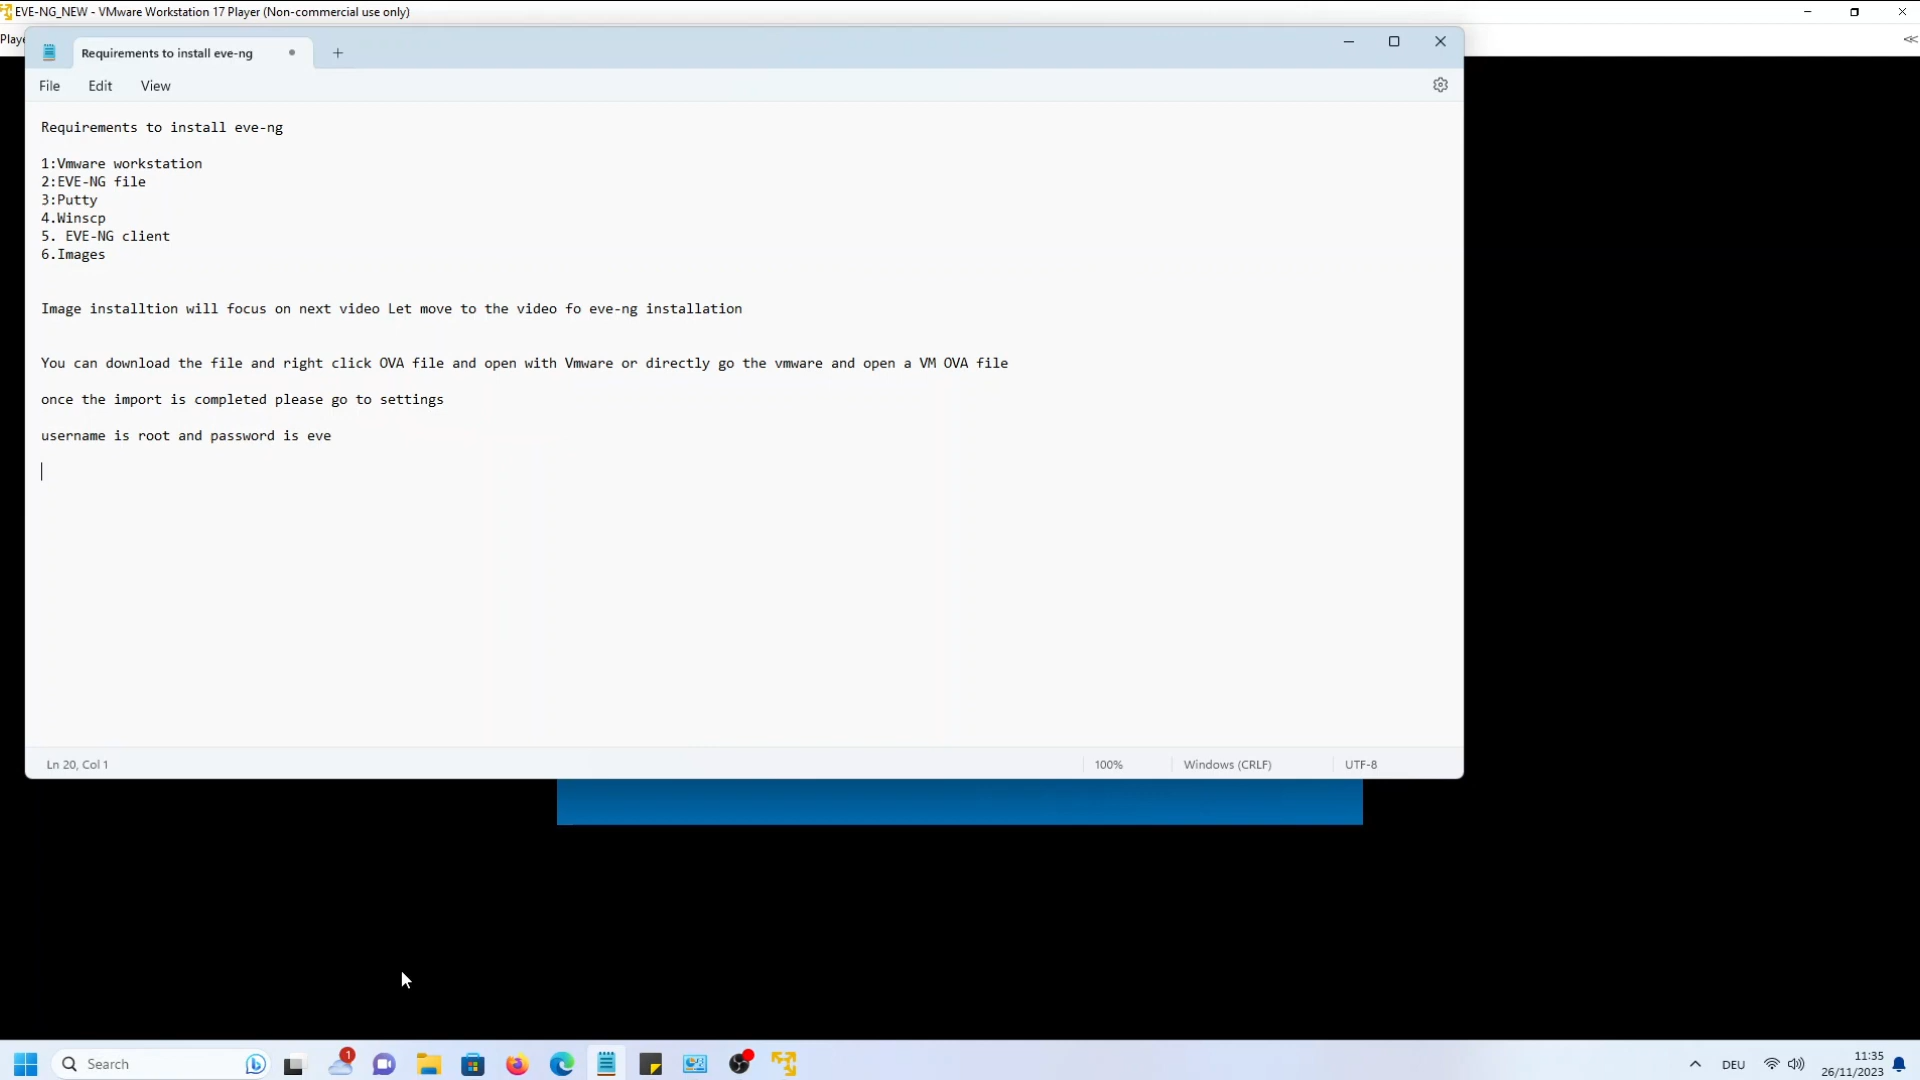 EVE-NG_NEW - VMware Workstation 17 Player (Non-commercial use only)
Playe
Requirements to install eve-ng
File Edit View
Requirements to install eve-ng
1:Vmware workstation
2:EVE-NG file
3:Putty
4.Winscp
5. EVE-NG client
6.Images
Image installtion will focus on next video Let move to the video fo eve-ng installation
You can download the file and right click OVA file and open with Vmware or directly go the vmware and open a VM OVA file
once the import is completed please go to settings
username is root and password is eve
Ln 20, Col 1 100% Windows (CRLF) UTF-8
Search 1 DEU 11:35
26/11/2023